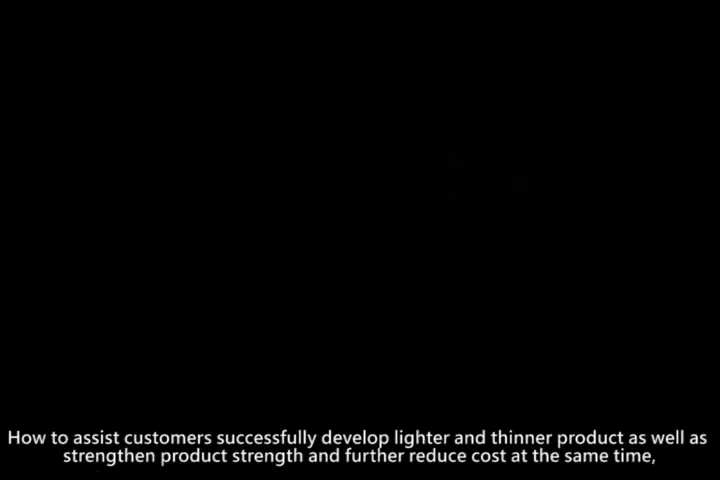 How to assist customers successfully develop lighter and thinner product as well as
strengthen product strength and further reduce cost at the same time,